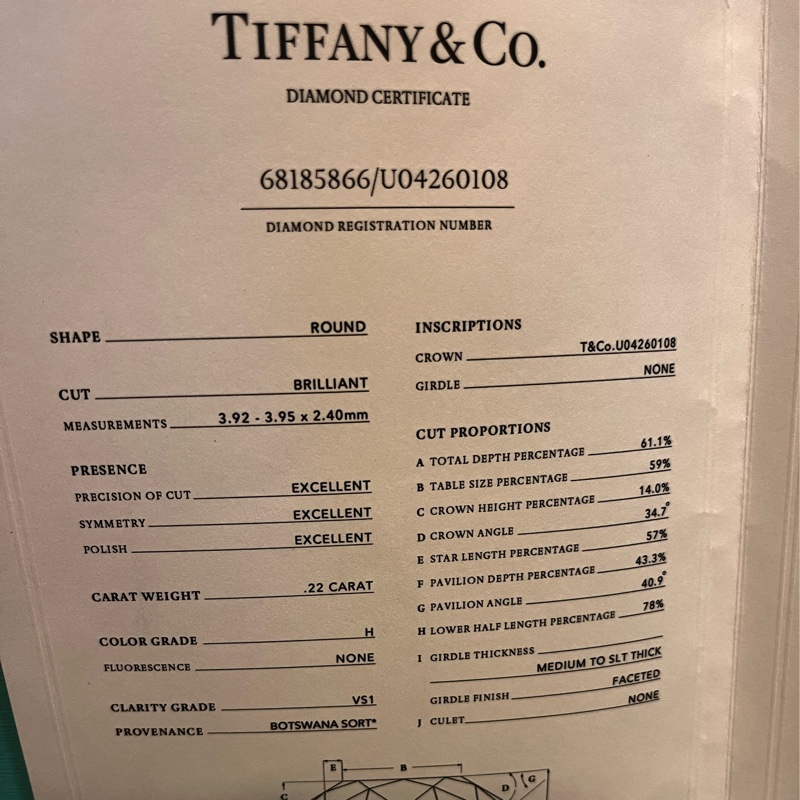 TIFFANY & CO.
DIAMOND CERTIFICATE
68185866/U04260108
DIAMOND REGISTRATION NUMBER
SHAPE ROUND
CUT BRILLIANT
MEASUREMENTS 3.92 - 3.95 x 2.40mm
PRESENCE
PRECISION OF CUT EXCELLENT
SYMMETRY EXCELLENT
POLISH EXCELLENT
CARAT WEIGHT .22 CARAT
COLOR GRADE H
FLUORESCENCE NONE
CLARITY GRADE VS1
PROVENANCE BOTSWANA SORT*
INSCRIPTIONS
CROWN T&Co.U04260108
GIRDLE NONE
CUT PROPORTIONS
A TOTAL DEPTH PERCENTAGE 61.1%
B TABLE SIZE PERCENTAGE 59%
C CROWN HEIGHT PERCENTAGE 14.0%
D CROWN ANGLE 34.7°
E STAR LENGTH PERCENTAGE 57%
F PAVILION DEPTH PERCENTAGE 43.3%
G PAVILION ANGLE 40.9°
H LOWER HALF LENGTH PERCENTAGE 78%
I GIRDLE THICKNESS
MEDIUM TO SLT THICK
GIRDLE FINISH FACETED
J CULET NONE
E B
C D G